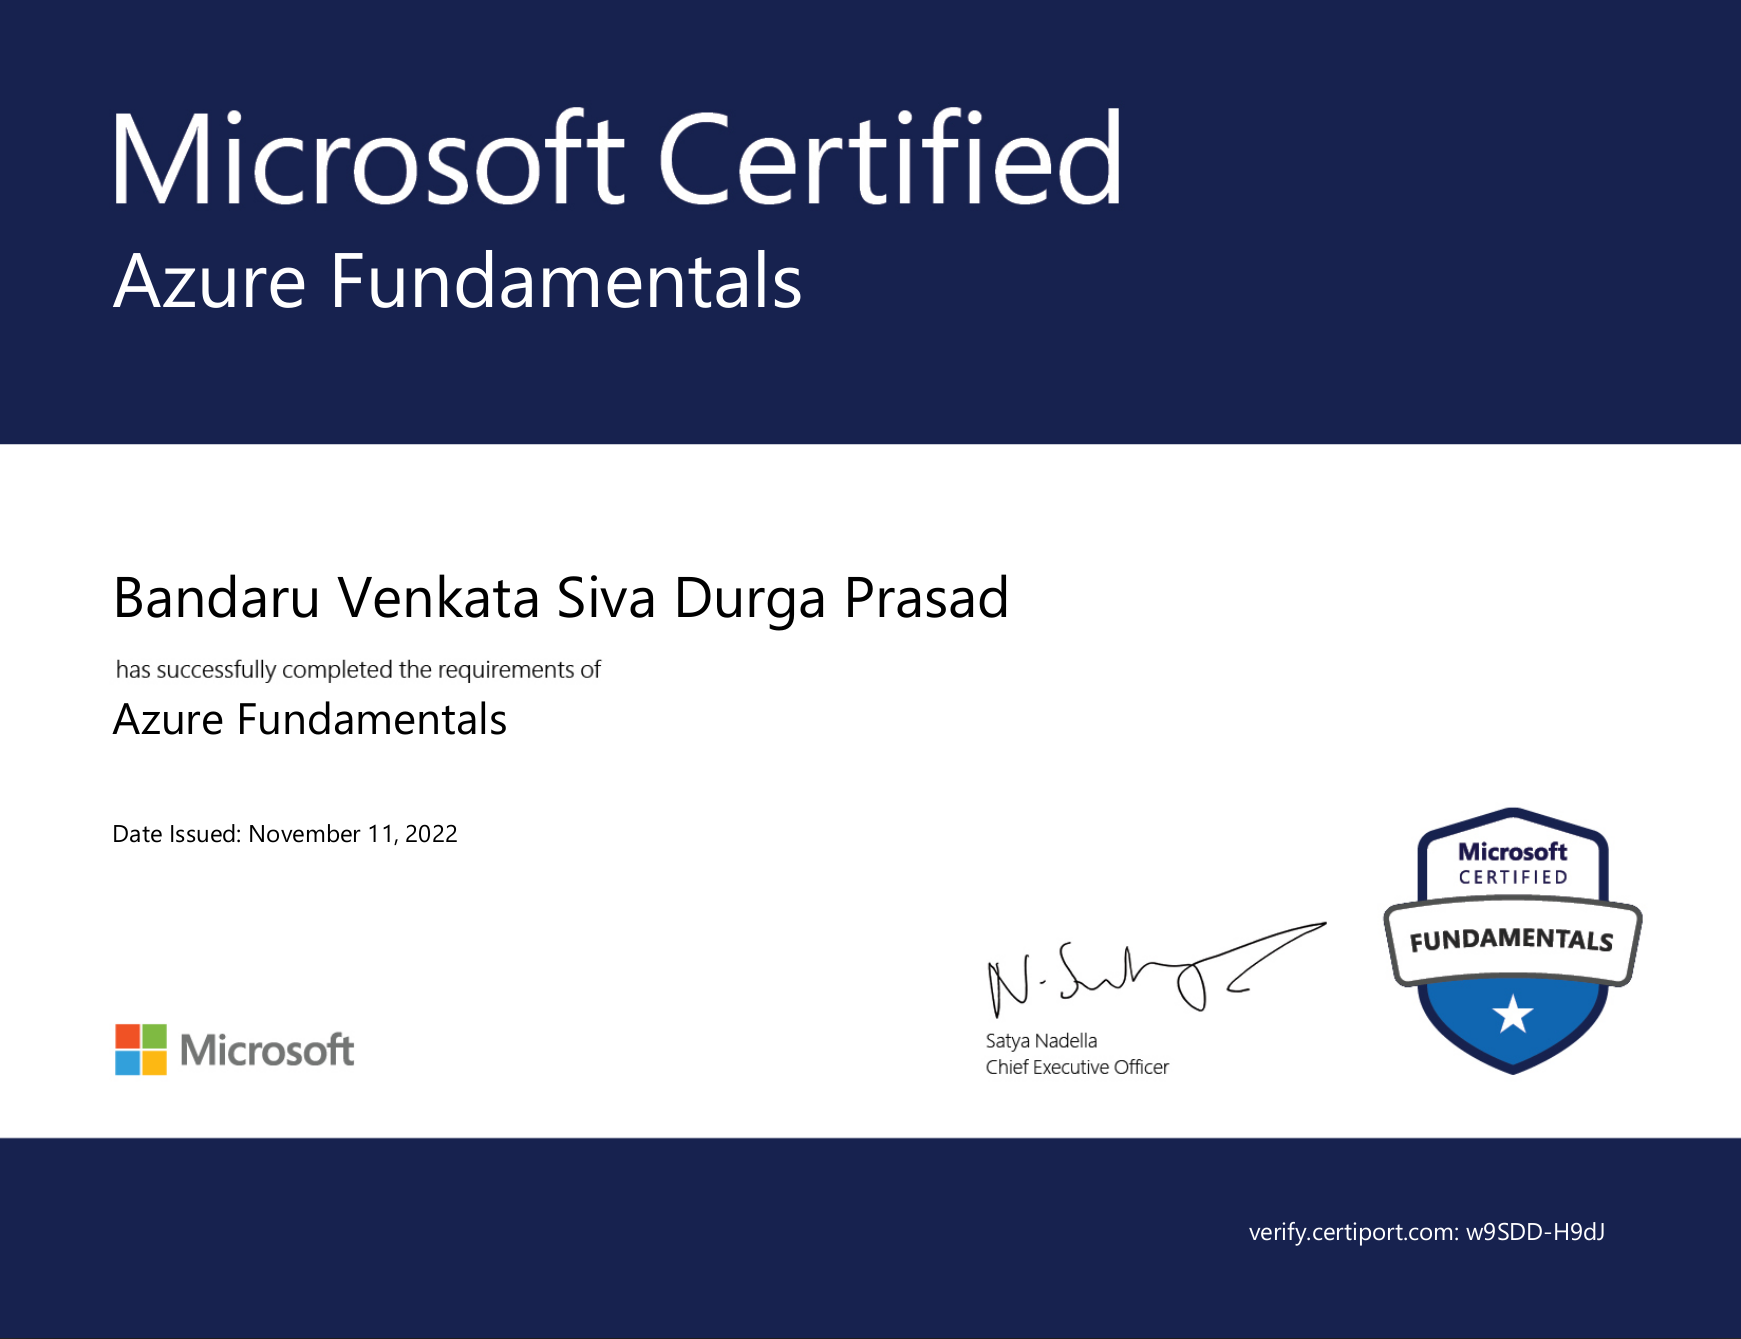 Microsoft Certified
Azure Fundamentals
Bandaru Venkata Siva Durga Prasad
has successfully completed the requirements of
Azure Fundamentals
Date Issued: November 11, 2022
Microsoft
CERTIFIED
FUNDAMENTALS
N. Satya
Satya Nadella
Chief Executive Officer
Microsoft
verify.certiport.com: w9SDD-H9dJ